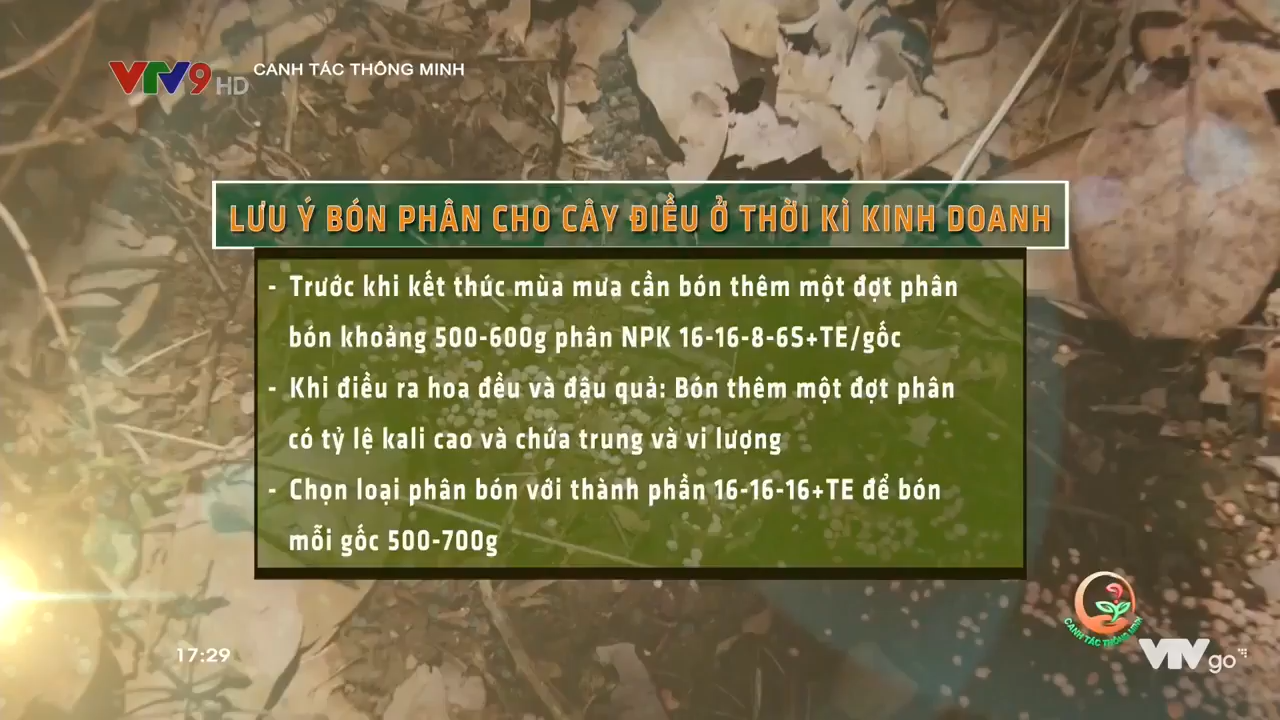 VTV9 HD CANH TÁC THÔNG MINH
LƯU Ý BÓN PHÂN CHO CÂY ĐIỀU Ở THỜI KÌ KINH DOANH
- Trước khi kết thúc mùa mưa cần bón thêm một đợt phân
bón khoảng 500-600g phân NPK 16-16-8-6S+TE/gốc
- Khi điều ra hoa đều và đậu quả: Bón thêm một đợt phân
có tỷ lệ kali cao và chứa trung và vi lượng
- Chọn loại phân bón với thành phần 16-16-16+TE để bón
mỗi gốc 500-700g
CANH TÁC THÔNG MINH
17:29
VTV go